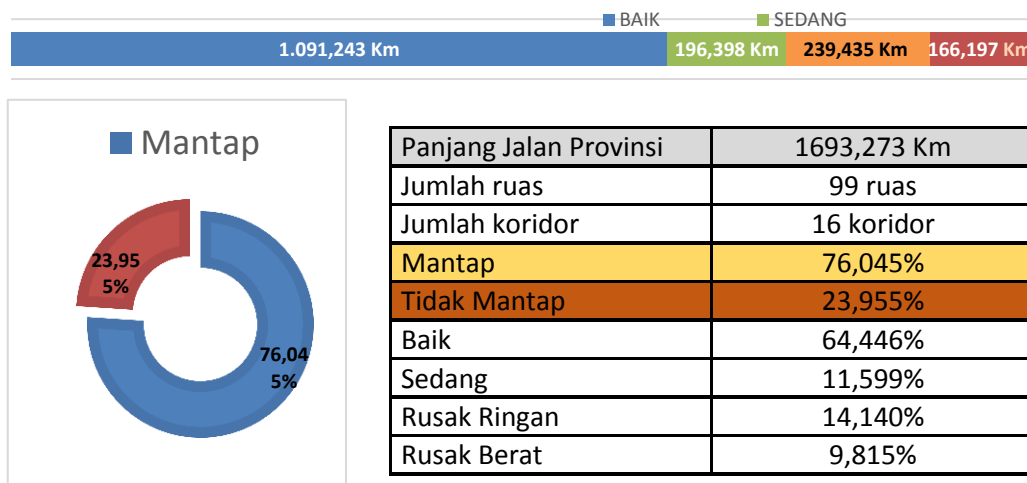 BAIK SEDANG
1.091,243 Km 196,398 Km 239,435 Km 166,197 Km
Mantap
23,95
5%
76,04
5%
Panjang Jalan Provinsi 1693,273 Km
Jumlah ruas 99 ruas
Jumlah koridor 16 koridor
Mantap 76,045%
Tidak Mantap 23,955%
Baik 64,446%
Sedang 11,599%
Rusak Ringan 14,140%
Rusak Berat 9,815%